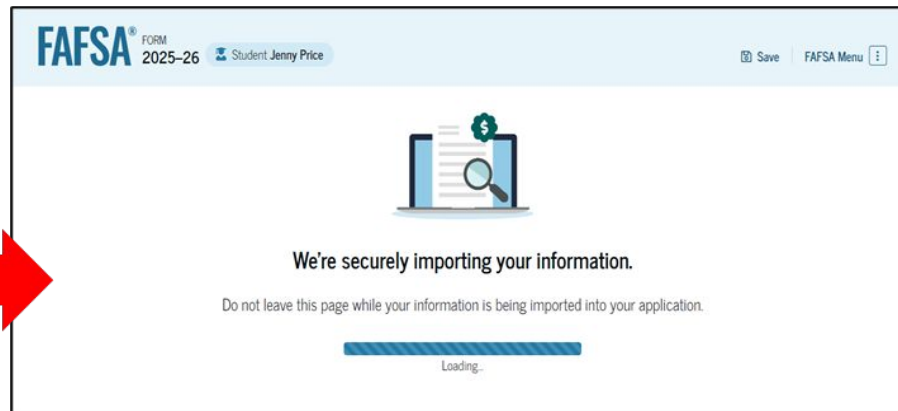 FAFSA® FORM 2025–26 Student Jenny Price Save FAFSA Menu
$
We're securely importing your information.
Do not leave this page while your information is being imported into your application.
Loading...